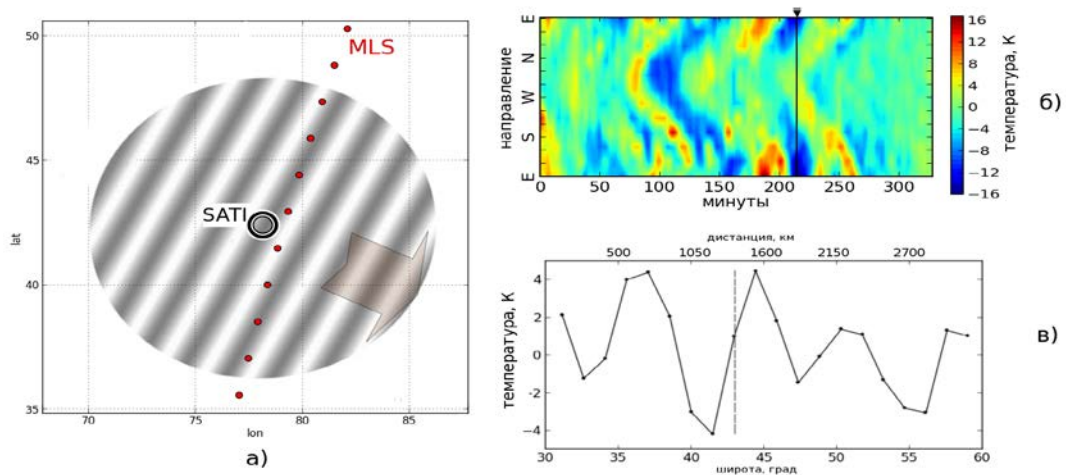 50
45
40
35
lat
MLS
SATI
70 75 80 85
lon
а)
E S W N E
направление
0 50 100 150 200 250 300
минуты
16
12
8
4
0
−4
−8
−12
−16
температура, К
б)
дистанция, км
500 1050 1600 2150 2700
4
2
0
−2
−4
температура, К
30 35 40 45 50 55 60
широта, град
в)